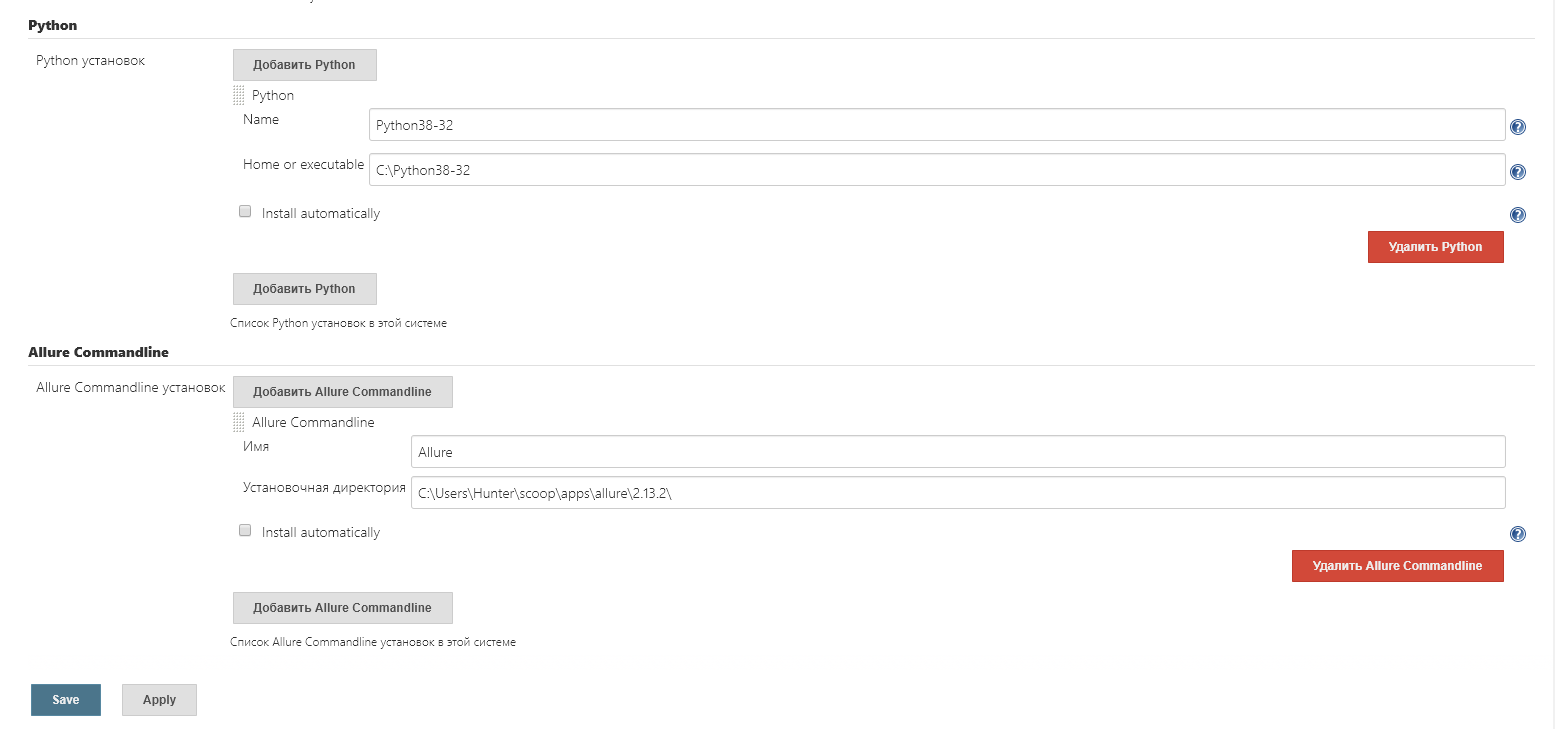 Python
Python установок
Добавить Python
Python
Name
Python38-32
Home or executable
C:\Python38-32
Install automatically
Удалить Python
Добавить Python
Список Python установок в этой системе
Allure Commandline
Allure Commandline установок
Добавить Allure Commandline
Allure Commandline
Имя
Allure
Установочная директория
C:\Users\Hunter\scoop\apps\allure\2.13.2\
Install automatically
Удалить Allure Commandline
Добавить Allure Commandline
Список Allure Commandline установок в этой системе
Save
Apply